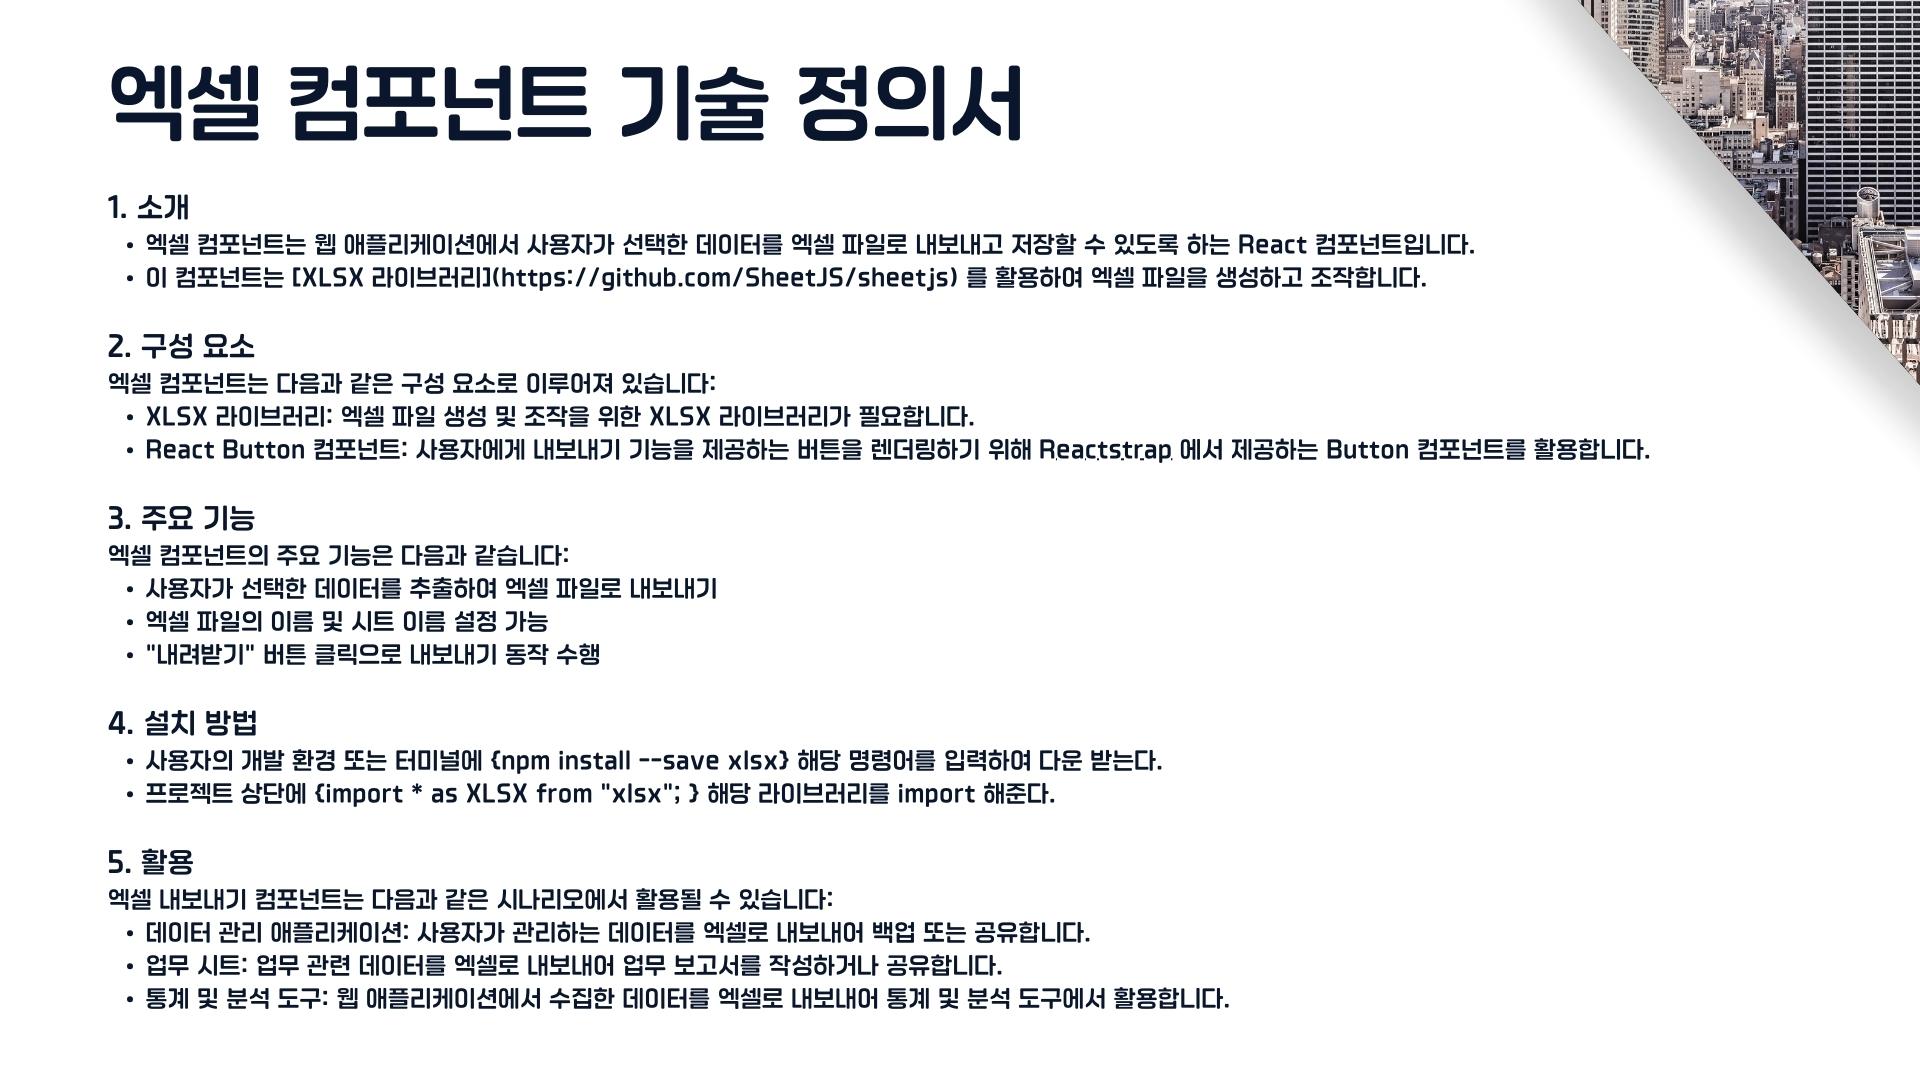 엑셀 컴포넌트 기술 정의서
1. 소개
• 엑셀 컴포넌트는 웹 애플리케이션에서 사용자가 선택한 데이터를 엑셀 파일로 내보내고 저장할 수 있도록 하는 React 컴포넌트입니다.
• 이 컴포넌트는 [XLSX 라이브러리](https://github.com/SheetJS/sheetjs) 를 활용하여 엑셀 파일을 생성하고 조작합니다.
2. 구성 요소
엑셀 컴포넌트는 다음과 같은 구성 요소로 이루어져 있습니다:
• XLSX 라이브러리: 엑셀 파일 생성 및 조작을 위한 XLSX 라이브러리가 필요합니다.
• React Button 컴포넌트: 사용자에게 내보내기 기능을 제공하는 버튼을 렌더링하기 위해 Reactstrap 에서 제공하는 Button 컴포넌트를 활용합니다.
3. 주요 기능
엑셀 컴포넌트의 주요 기능은 다음과 같습니다:
• 사용자가 선택한 데이터를 추출하여 엑셀 파일로 내보내기
• 엑셀 파일의 이름 및 시트 이름 설정 가능
• "내려받기" 버튼 클릭으로 내보내기 동작 수행
4. 설치 방법
• 사용자의 개발 환경 또는 터미널에 {npm install --save xlsx} 해당 명령어를 입력하여 다운 받는다.
• 프로젝트 상단에 {import * as XLSX from "xlsx"; } 해당 라이브러리를 import 해준다.
5. 활용
엑셀 내보내기 컴포넌트는 다음과 같은 시나리오에서 활용될 수 있습니다:
• 데이터 관리 애플리케이션: 사용자가 관리하는 데이터를 엑셀로 내보내어 백업 또는 공유합니다.
• 업무 시트: 업무 관련 데이터를 엑셀로 내보내어 업무 보고서를 작성하거나 공유합니다.
• 통계 및 분석 도구: 웹 애플리케이션에서 수집한 데이터를 엑셀로 내보내어 통계 및 분석 도구에서 활용합니다.